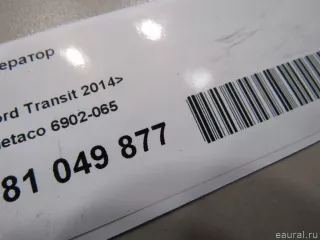 ератор
ord Transit 2014>
etaco 6902-065
81 049 877
eaural.ru